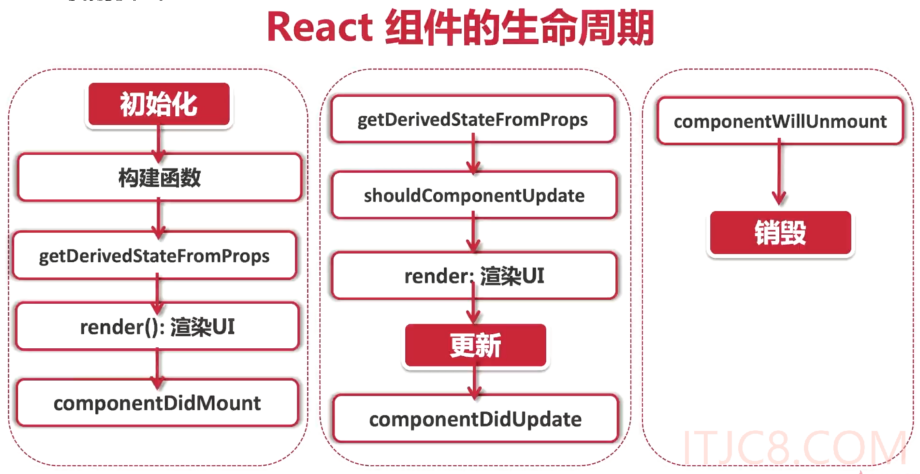 React 组件的生命周期
初始化
构建函数
getDerivedStateFromProps
render(): 渲染UI
componentDidMount
getDerivedStateFromProps
shouldComponentUpdate
render: 渲染UI
更新
componentDidUpdate
componentWillUnmount
销毁
ITJC8.COM